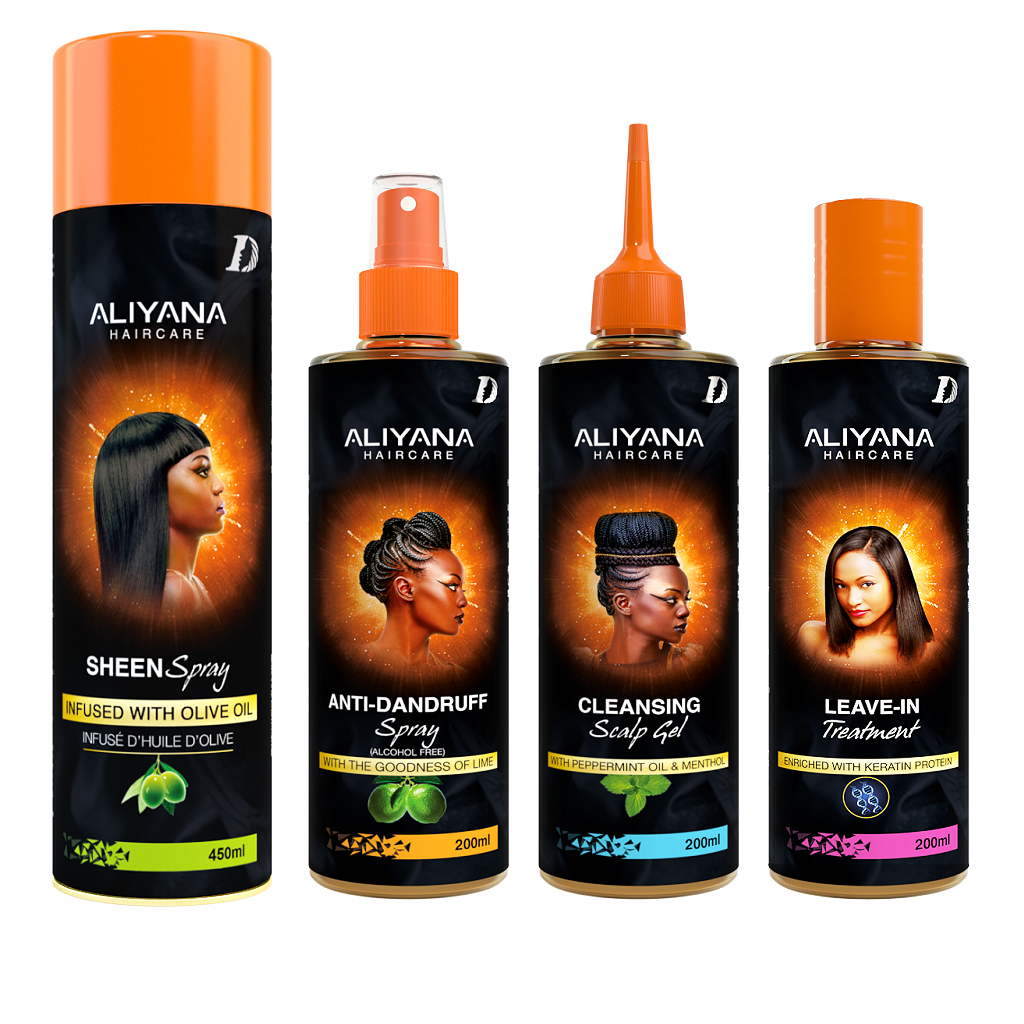 D
ALIYANA
HAIRCARE
SHEEN Spray
INFUSED WITH OLIVE OIL
INFUSÉ D'HUILE D'OLIVE
450ml
D
ALIYANA
HAIRCARE
ANTI-DANDRUFF
Spray
(ALCOHOL FREE)
WITH THE GOODNESS OF LIME
200ml
D
ALIYANA
HAIRCARE
CLEANSING
Scalp Gel
WITH PEPPERMINT OIL & MENTHOL
200ml
D
ALIYANA
HAIRCARE
LEAVE-IN
Treatment
ENRICHED WITH KERATIN PROTEIN
200ml